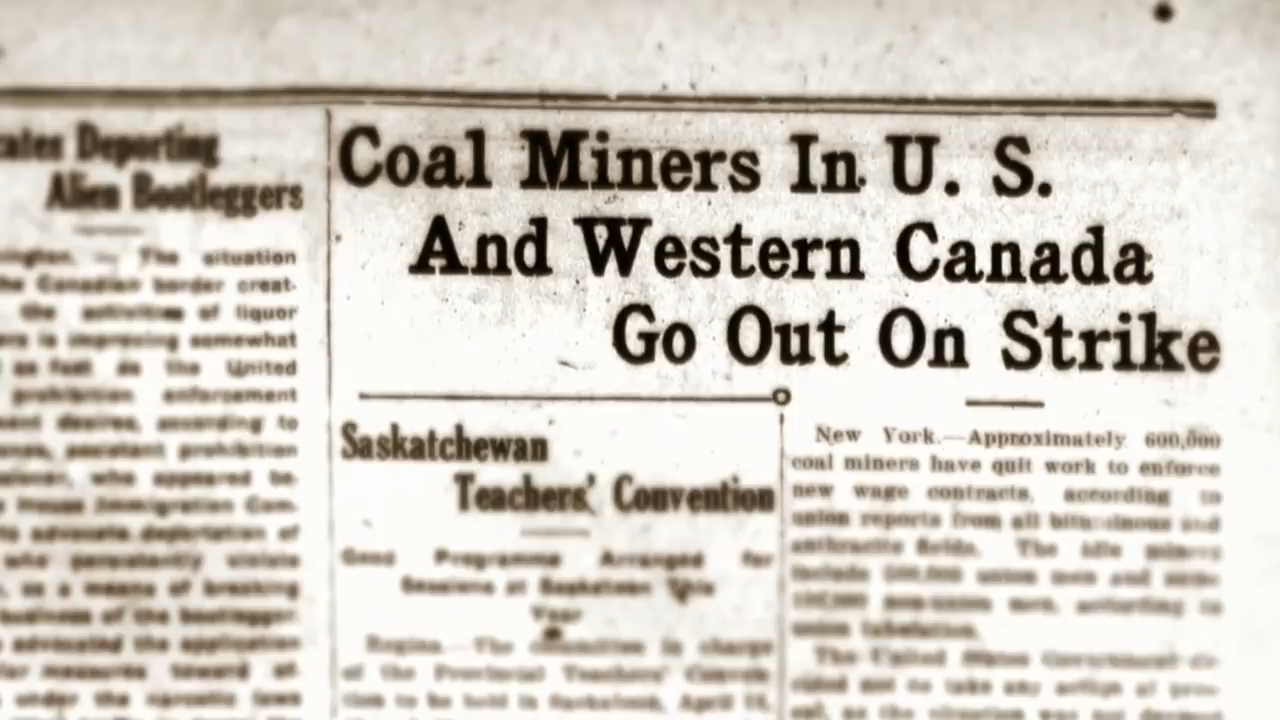 ates Deporting
Alien Bootleggers
ington. — The situation
the Canadian border creat-
the activities of liquor
is improving somewhat
as fast as the United
prohibition enforcement
desires, according to
assistant prohibition
who appeared be-
House Immigration Com-
to advocate deportation of
who persistently violate
as a means of breaking
business of the bootlegger
advocated the application
measures toward
under the narcotic laws
Coal Miners In U. S.
And Western Canada
Go Out On Strike
Saskatchewan
Teachers' Convention
Good Programme Arranged for
Sessions at Saskatoon This
Year
Regina.—The committee in charge
of the Provincial Teachers' Conven-
tion to be held in Saskatoon, April
New York.—Approximately 600,000
coal miners have quit work to enforce
new wage contracts, according to
union reports from all bituminous and
anthracite fields. The idle miners
include union men and some
non-union men, according to
union tabulation.
The United States Government de-
cided not to take any action at
as the situation was not